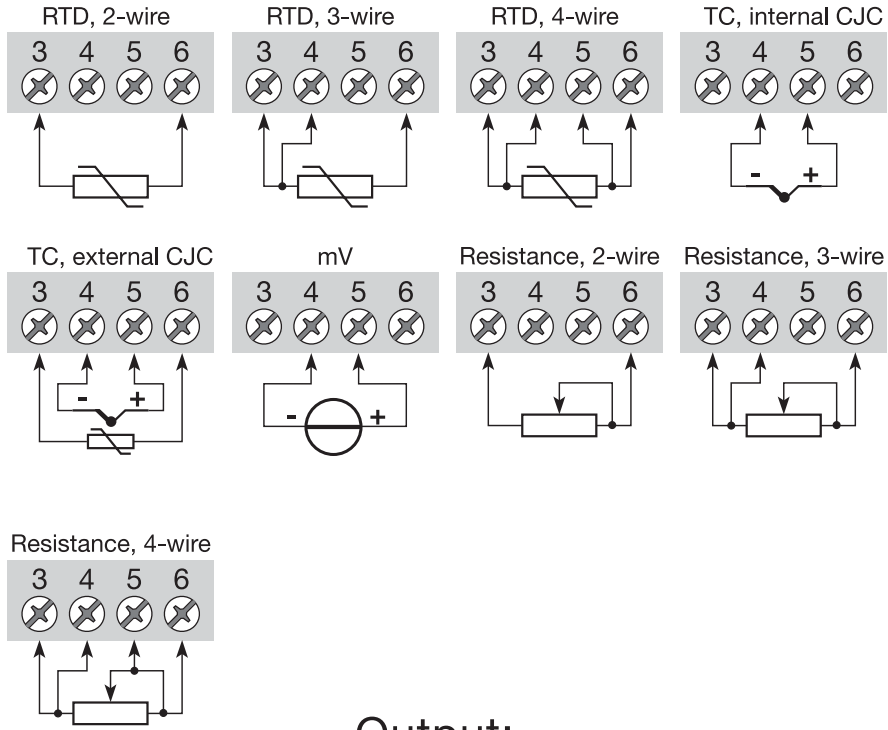 RTD, 2-wire
3 4 5 6
RTD, 3-wire
3 4 5 6
RTD, 4-wire
3 4 5 6
TC, internal CJC
3 4 5 6
- +
TC, external CJC
3 4 5 6
- +
mV
3 4 5 6
- +
Resistance, 2-wire
3 4 5 6
Resistance, 3-wire
3 4 5 6
Resistance, 4-wire
3 4 5 6
Output: